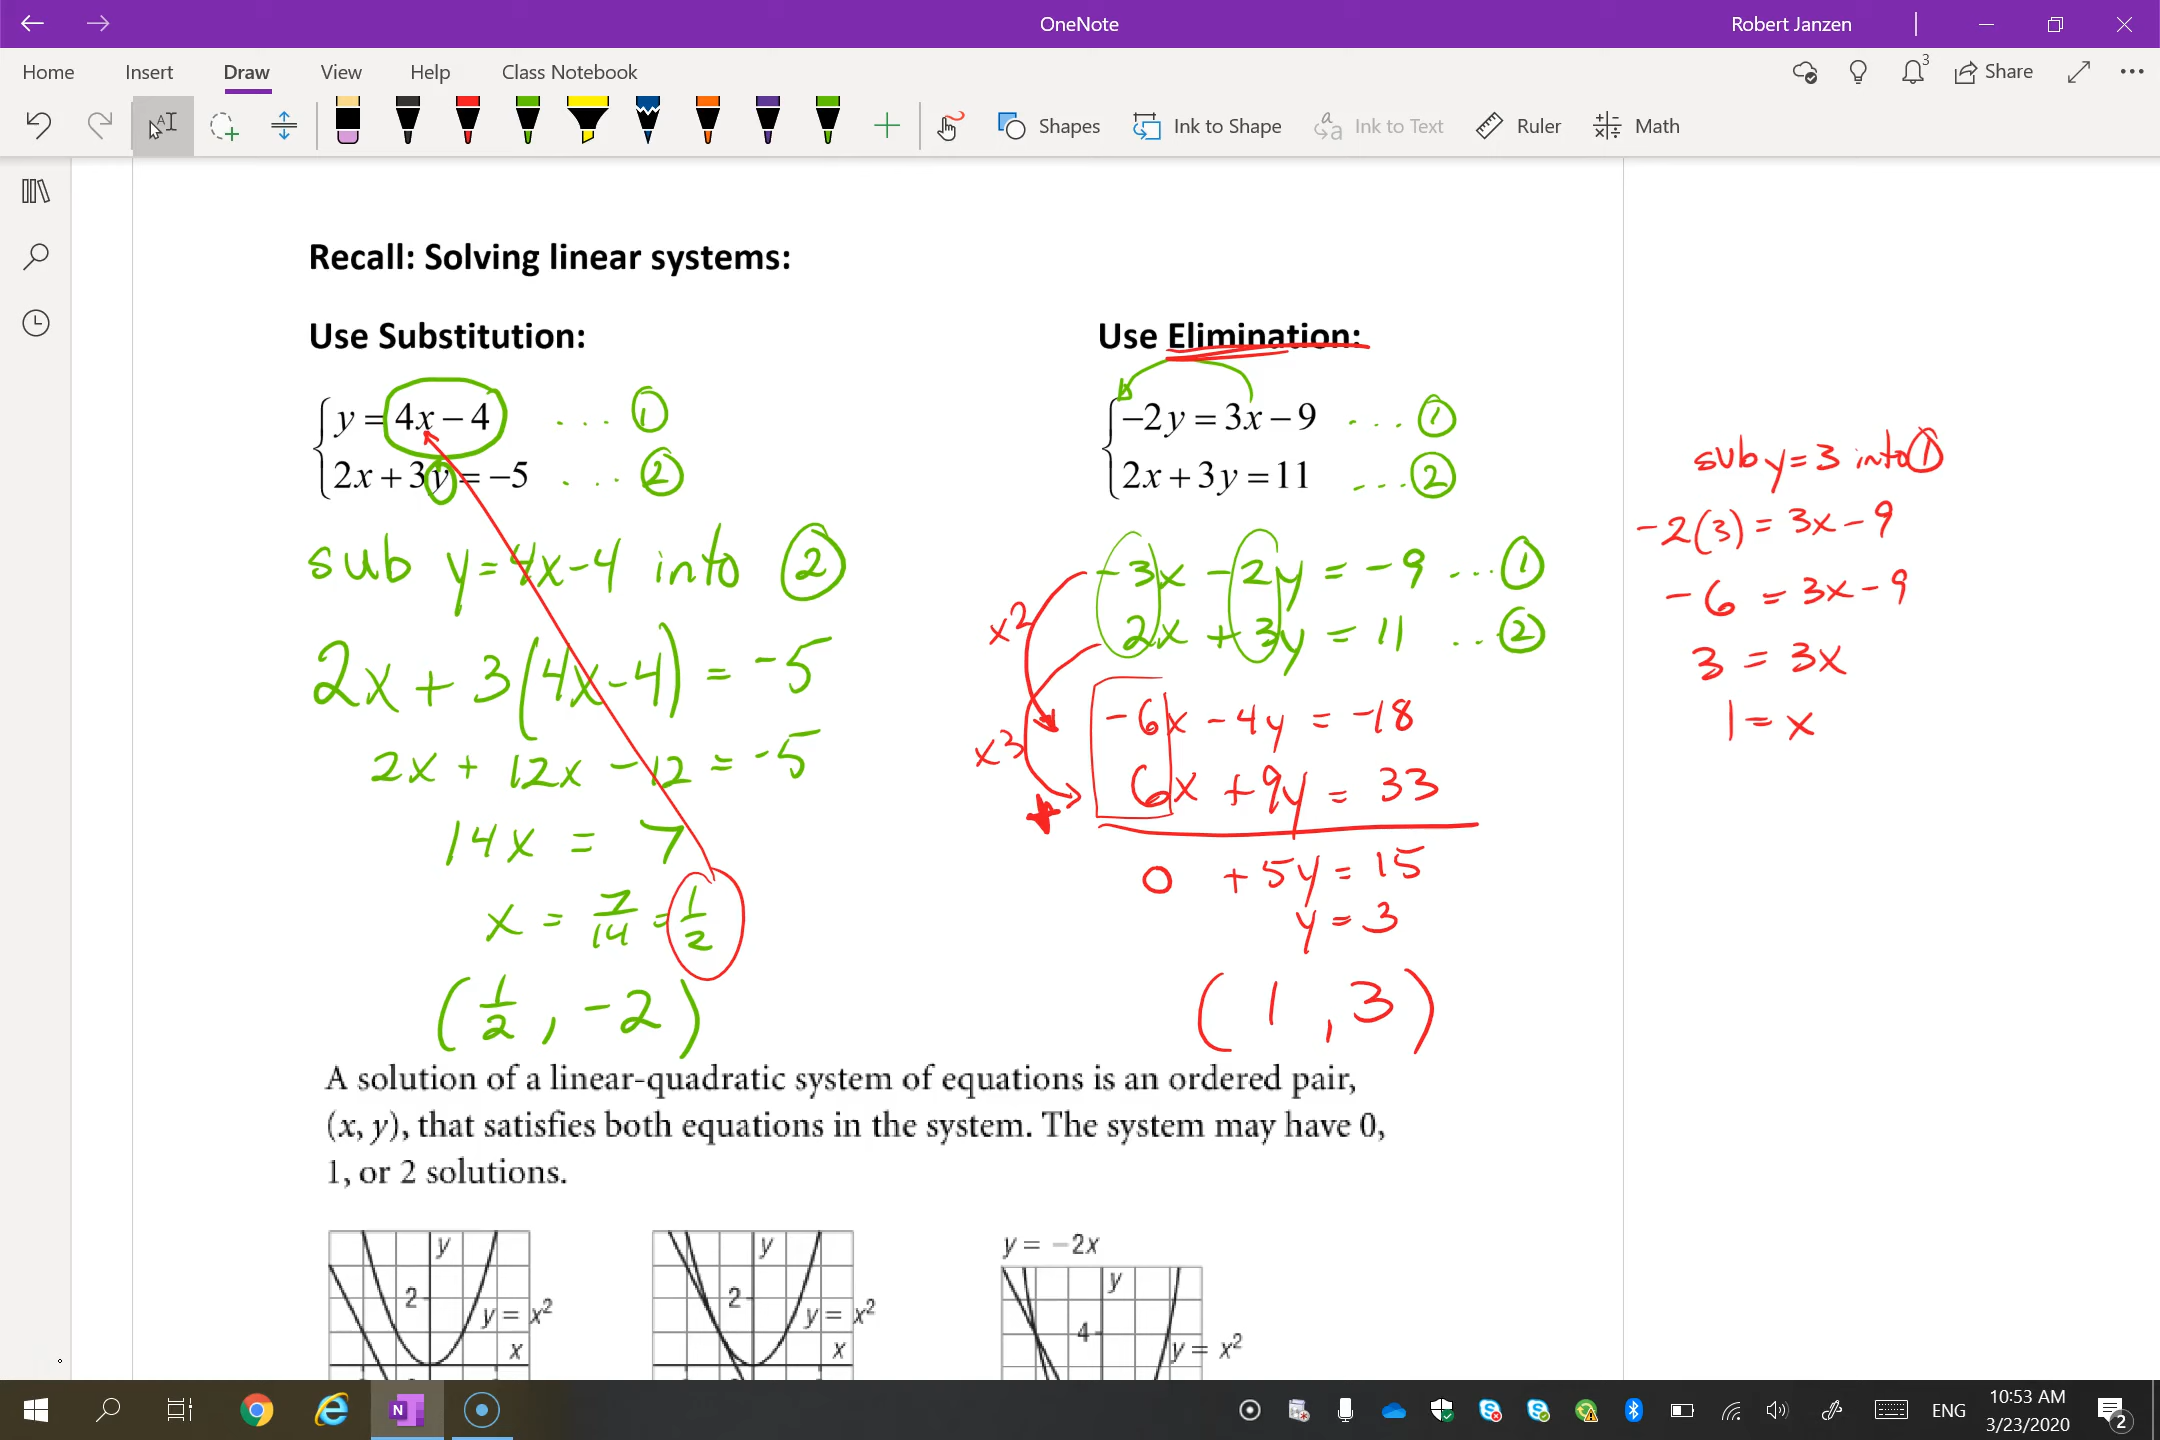 OneNote
Robert Janzen
Home Insert Draw View Help Class Notebook
3
Share
Shapes Ink to Shape Ink to Text Ruler Math
Recall: Solving linear systems:
Use Substitution:
y = 4x − 4 ... ①
2x + 3y = −5 ... ②
sub y = 4x − 4 into ②
2x + 3(4x − 4) = −5
2x + 12x − 12 = −5
14x = 7
x = 7/14 = 1/2
(1/2, −2)
Use Elimination:
−2y = 3x − 9 .... ①
2x + 3y = 11 ... ②
−3x − 2y = −9 ... ①
2x + 3y = 11 ... ②
x2
x3
−6x − 4y = −18
6x + 9y = 33
+
0 + 5y = 15
y = 3
(1, 3)
sub y = 3 into ①
−2(3) = 3x − 9
−6 = 3x − 9
3 = 3x
1 = x
A solution of a linear-quadratic system of equations is an ordered pair,
(x, y), that satisfies both equations in the system. The system may have 0,
1, or 2 solutions.
y
2
y = x²
x
y
2
y = x²
x
y = −2x
y
4
y = x²
N
ENG
10:53 AM
3/23/2020
2